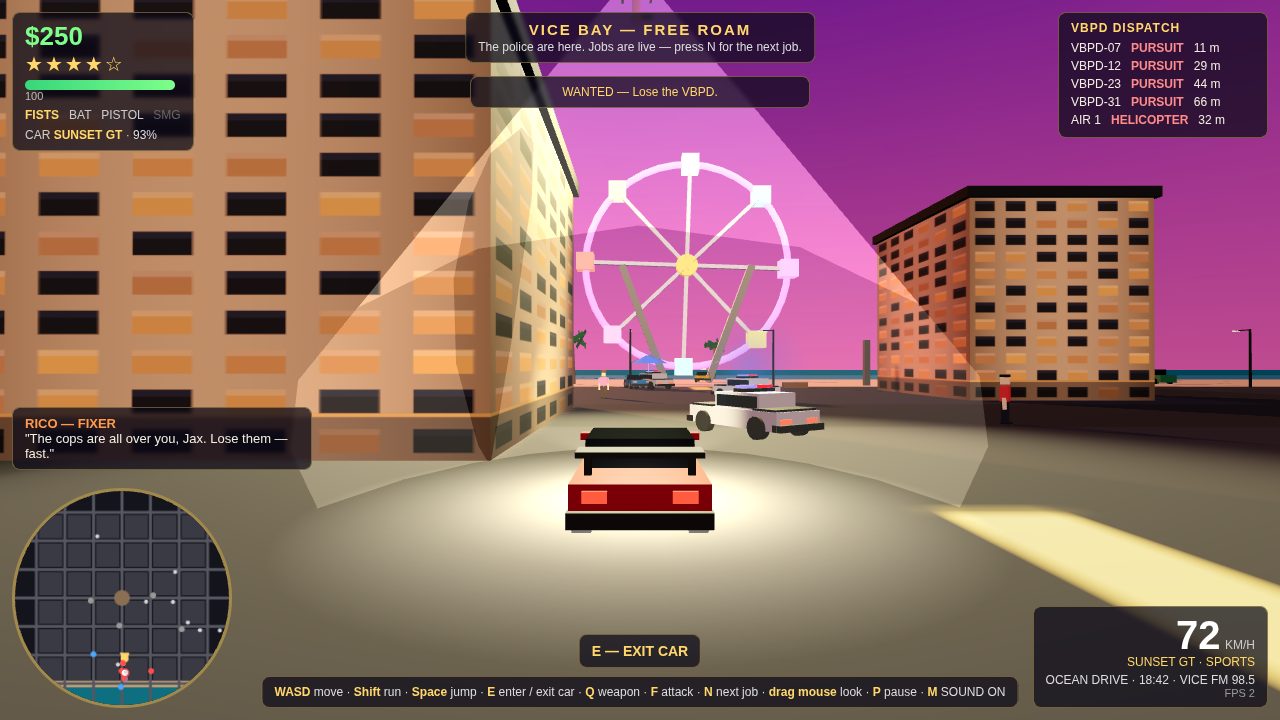 $250
★★★★☆
100
FISTS BAT PISTOL SMG
CAR SUNSET GT · 93%
VICE BAY — FREE ROAM
The police are here. Jobs are live — press N for the next job.
WANTED — Lose the VBPD.
VBPD DISPATCH
VBPD-07 PURSUIT 11 m
VBPD-12 PURSUIT 29 m
VBPD-23 PURSUIT 44 m
VBPD-31 PURSUIT 66 m
AIR 1 HELICOPTER 32 m
RICO — FIXER
"The cops are all over you, Jax. Lose them —
fast."
E — EXIT CAR
WASD move · Shift run · Space jump · E enter / exit car · Q weapon · F attack · N next job · drag mouse look · P pause · M SOUND ON
72 KM/H
SUNSET GT · SPORTS
OCEAN DRIVE · 18:42 · VICE FM 98.5
FPS 2